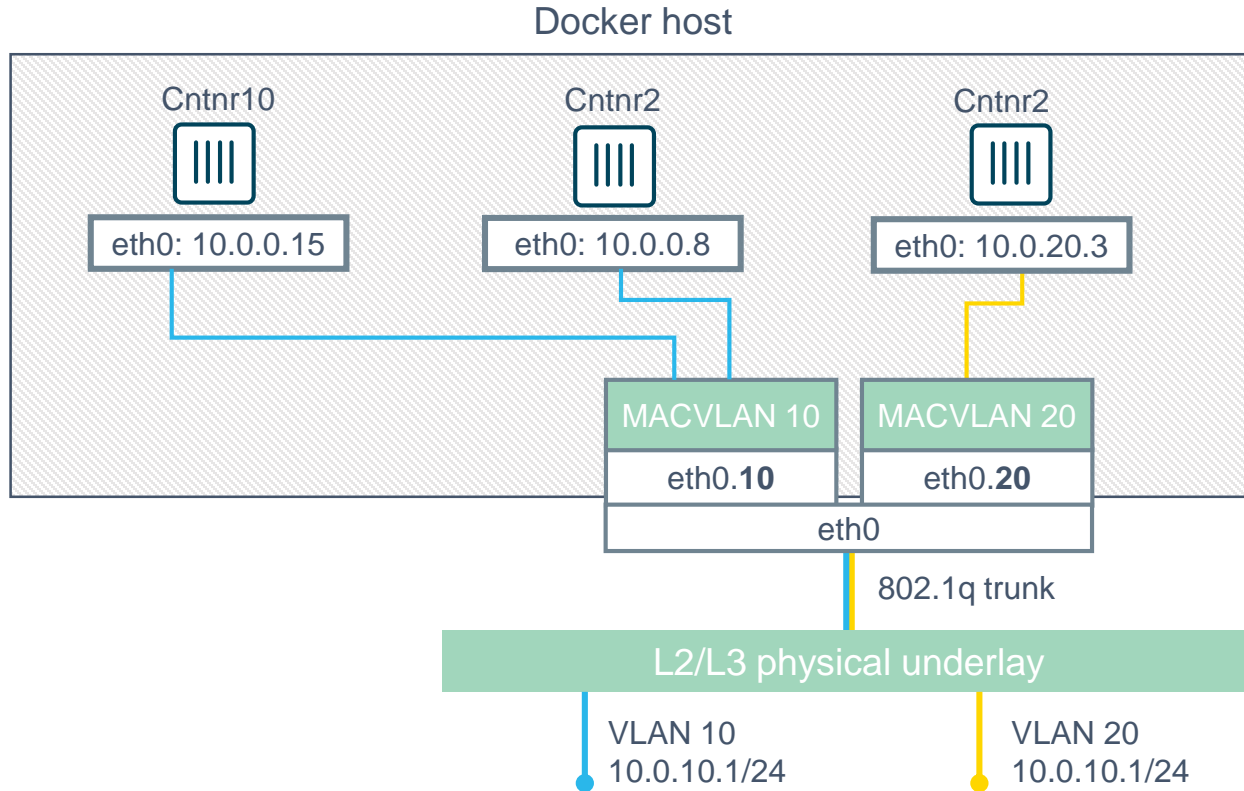 Docker host
Cntnr10
Cntnr2
Cntnr2
eth0: 10.0.0.15
eth0: 10.0.0.8
eth0: 10.0.20.3
MACVLAN 10
MACVLAN 20
eth0.10
eth0.20
eth0
802.1q trunk
L2/L3 physical underlay
VLAN 10
10.0.10.1/24
VLAN 20
10.0.10.1/24